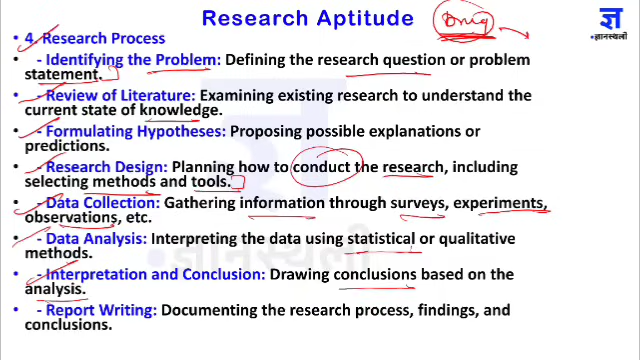 Research Aptitude
ज्ञ
ज्ञानस्थली
• 4. Research Process
• - Identifying the Problem: Defining the research question or problem
statement.
• - Review of Literature: Examining existing research to understand the
current state of knowledge.
• - Formulating Hypotheses: Proposing possible explanations or
predictions.
• - Research Design: Planning how to conduct the research, including
selecting methods and tools.
• - Data Collection: Gathering information through surveys, experiments,
observations, etc.
• - Data Analysis: Interpreting the data using statistical or qualitative
methods.
• - Interpretation and Conclusion: Drawing conclusions based on the
analysis.
• - Report Writing: Documenting the research process, findings, and
conclusions.